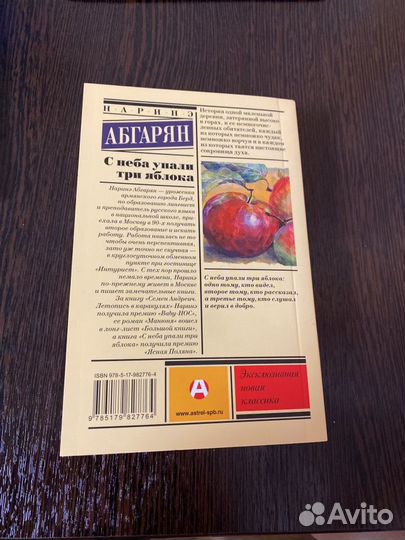 НАРИНЭ
АБГАРЯН
С неба упали
три яблока
Наринэ Абгарян — уроженка
армянского города Берд,
по образованию лингвист
и преподаватель русского языка
в национальной школе, при-
ехала в Москву в 90-х получать
второе образование и искать
работу. Работа нашлась не то
чтобы очень перспективная,
зато уж точно не скучная —
в круглосуточном обменном
пункте при гостинице
«Интурист». С тех пор прошло
немало времени, Наринэ
по-прежнему живет в Москве
и пишет замечательные книги.
За книгу «Семен Андреич.
Летопись в каракулях» Наринэ
получила премию «Baby-НОС»,
ее роман «Манюня» вошел
в лонг-лист «Большой книги»,
а книга «С неба упали три
яблока» получила премию
«Ясная Поляна».
История одной маленькой
деревни, затерянной высоко
в горах, и ее немногочис-
ленных обитателей, каждый
из которых немножко чудак,
немножко ворчун и в каждом
из которых таятся настоящие
сокровища духа.
С неба упали три яблока:
одно тому, кто видел,
второе тому, кто рассказал,
а третье тому, кто слушал
и верил в добро.
ISBN 978-5-17-982776-4
9 785179 827764
А
www.astrel-spb.ru
Эксклюзивная
новая
классика
Avito